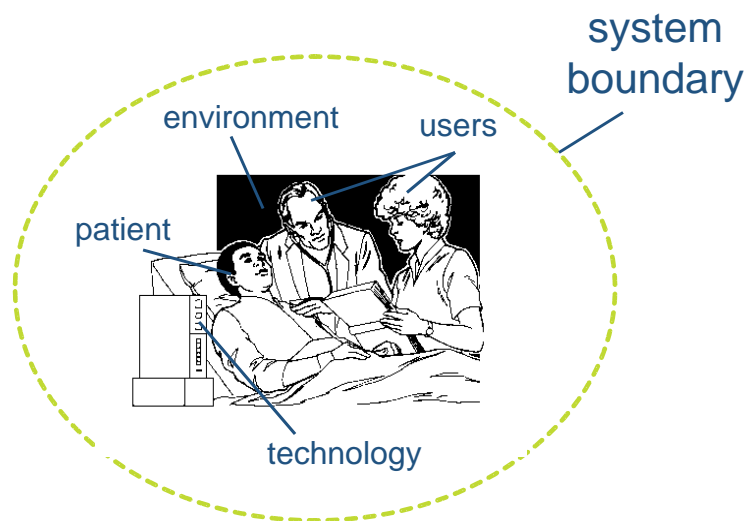 system
boundary
environment
users
patient
technology